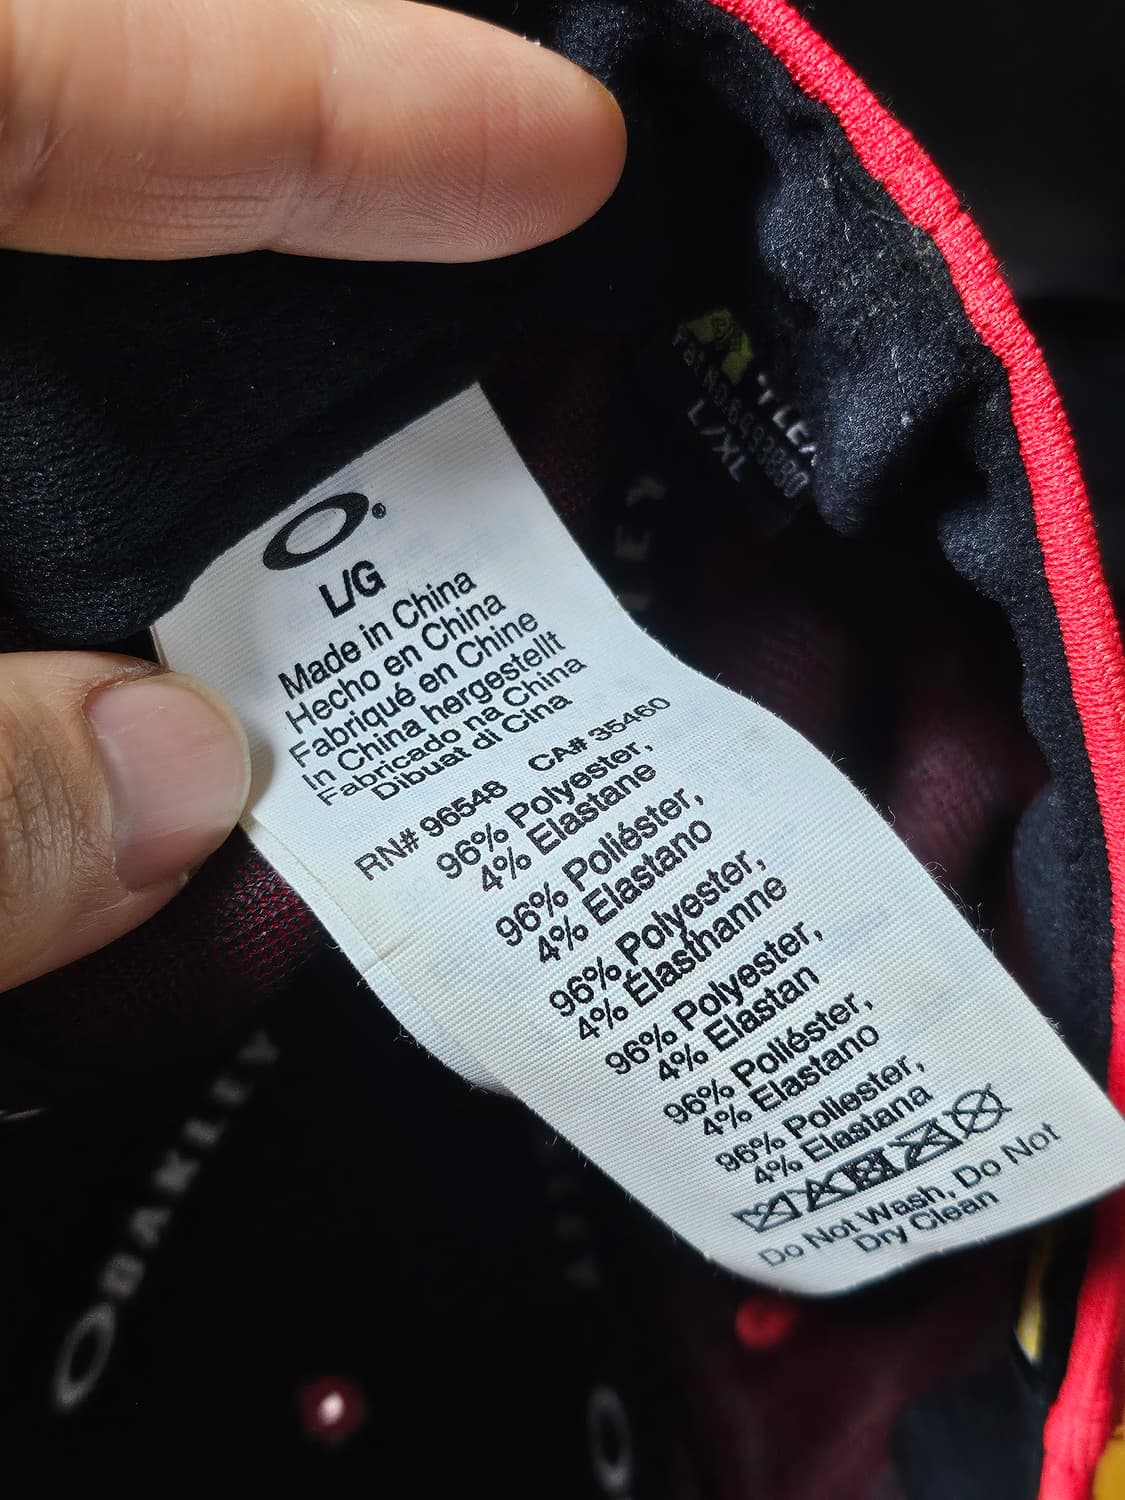 L/G
Made in China
Hecho en China
Fabriqué en Chine
In China hergestellt
Fabricado na China
Dibuat di Cina
RN# 96548 CA# 35460
96% Polyester,
4% Elastane
96% Poliéster,
4% Elastano
96% Polyester,
4% Élasthanne
96% Polyester,
4% Elastan
96% Poliéster,
4% Elastano
96% Poliester,
4% Elastana
Do Not Wash, Do Not
Dry Clean
L/XL
OAKLEY